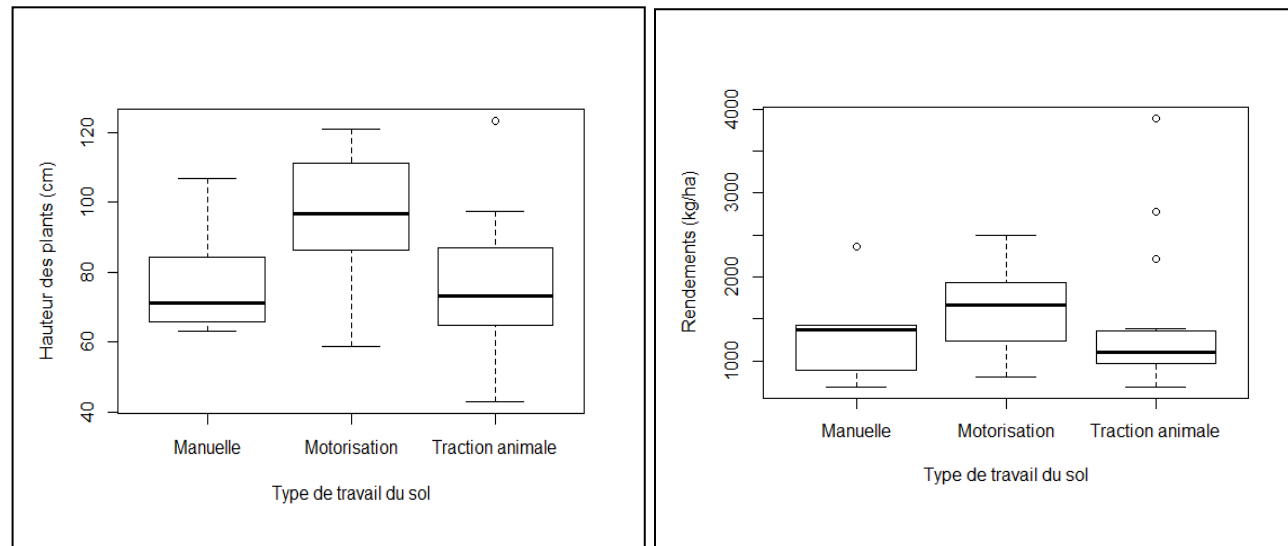 Hauteur des plants (cm)
120
100
80
60
40
Manuelle
Motorisation
Traction animale
Type de travail du sol
Rendements (kg/ha)
4000
3000
2000
1000
Manuelle
Motorisation
Traction animale
Type de travail du sol